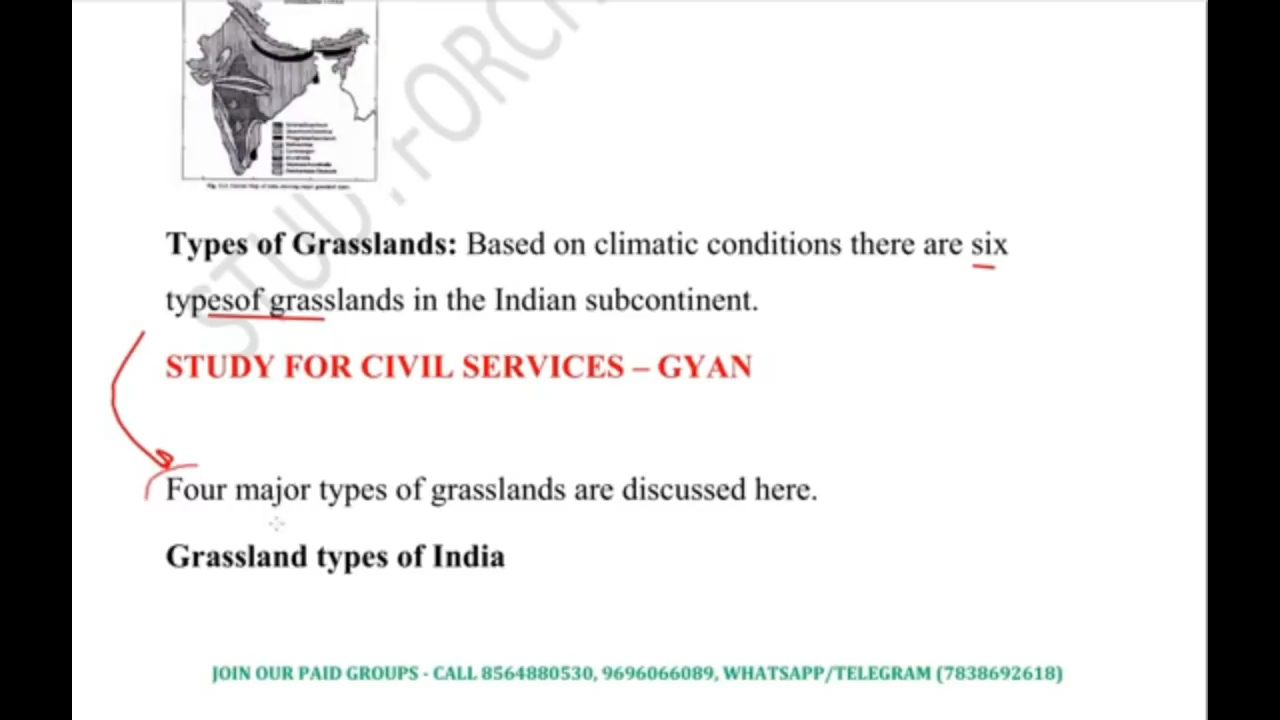 Types of Grasslands: Based on climatic conditions there are six
typesof grasslands in the Indian subcontinent.
STUDY FOR CIVIL SERVICES – GYAN
Four major types of grasslands are discussed here.
Grassland types of India
JOIN OUR PAID GROUPS - CALL 8564880530, 9696066089, WHATSAPP/TELEGRAM (7838692618)